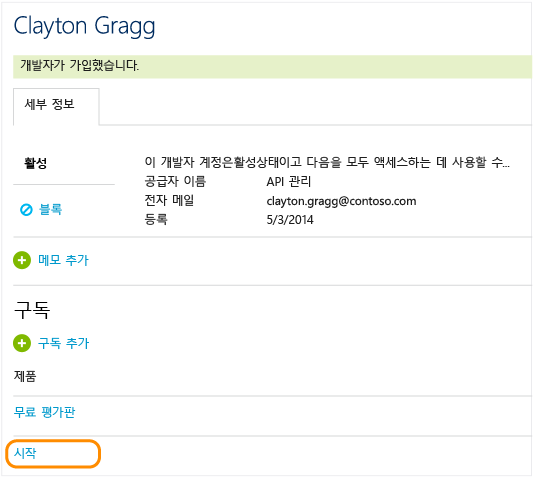 Clayton Gragg
개발자가 가입했습니다.
세부 정보
활성
이 개발자 계정은활성상태이고 다음을 모두 액세스하는 데 사용할 수...
공급자 이름 API 관리
전자 메일 clayton.gragg@contoso.com
블록
등록 5/3/2014
메모 추가
구독
구독 추가
제품
무료 평가판
시작